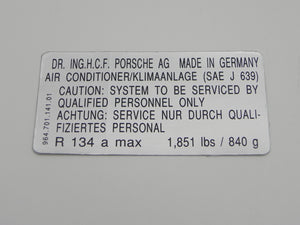 DR. ING.H.C.F. PORSCHE AG MADE IN GERMANY
AIR CONDITIONER/KLIMAANLAGE (SAE J 639)
CAUTION: SYSTEM TO BE SERVICED BY
QUALIFIED PERSONNEL ONLY
ACHTUNG: SERVICE NUR DURCH QUALI-
FIZIERTES PERSONAL
R 134 a max 1,851 lbs / 840 g
964.701.141.01